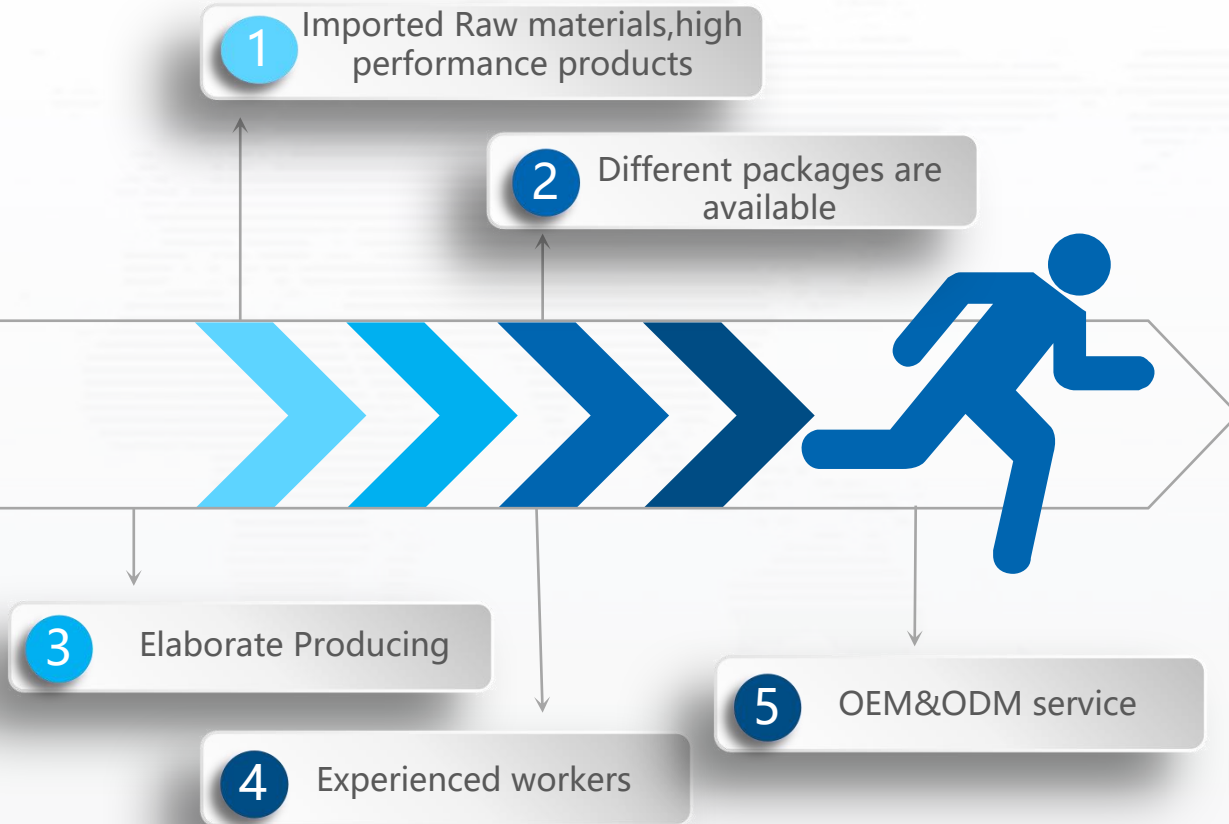 1
Imported Raw materials,high
performance products
2
Different packages are
available
3
Elaborate Producing
4
Experienced workers
5
OEM&ODM service